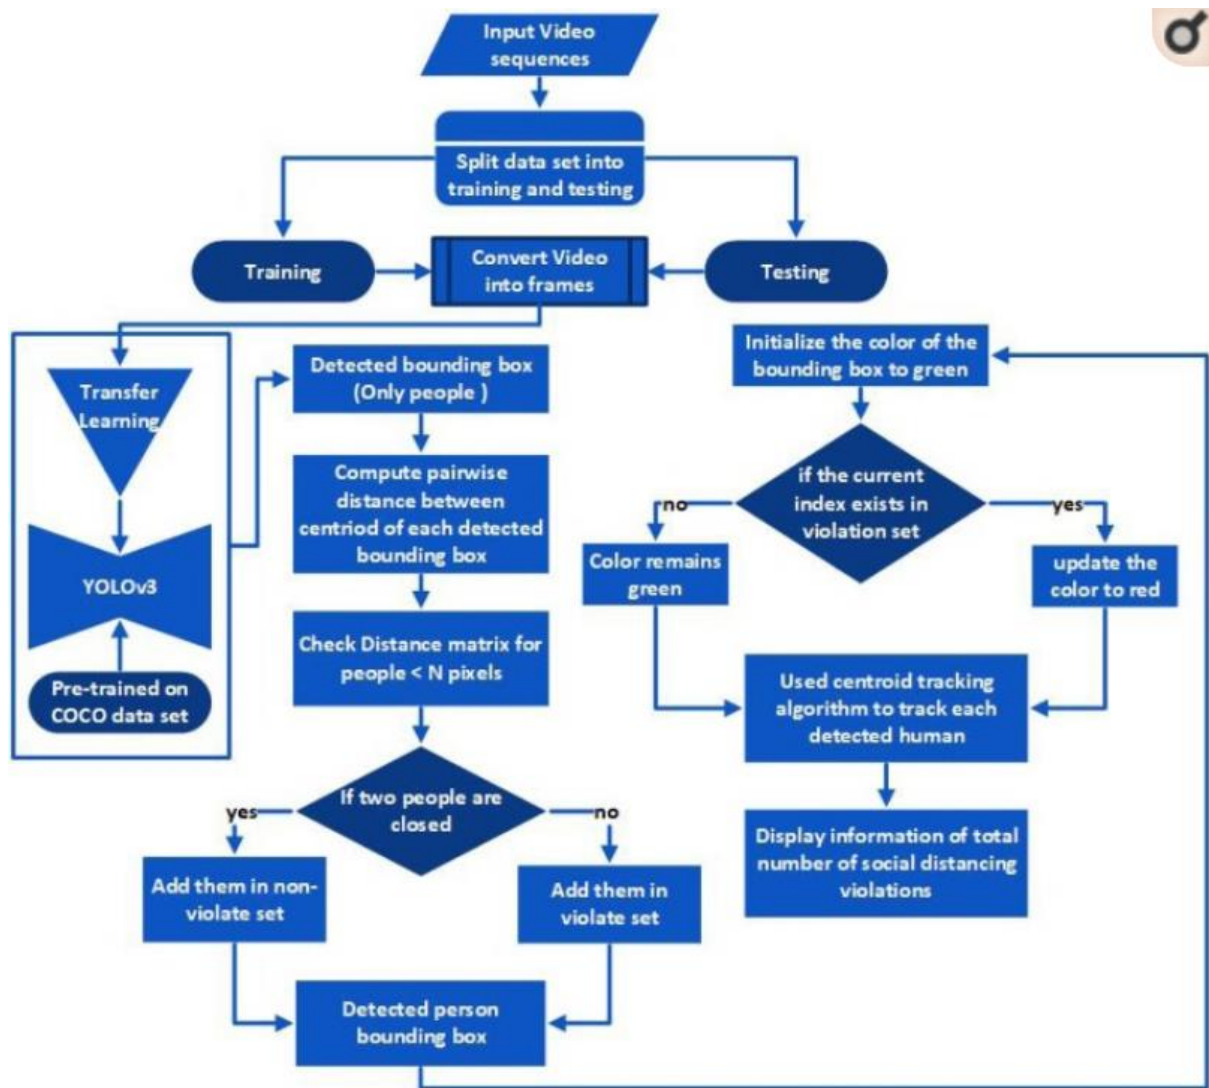 Input Video
sequences
Split data set into
training and testing
Training
Convert Video
into frames
Testing
Transfer
Learning
YOLOv3
Pre-trained on
COCO data set
Detected bounding box
(Only people )
Compute pairwise
distance between
centriod of each detected
bounding box
Check Distance matrix for
people < N pixels
If two people are
closed
yes
no
Add them in non-
violate set
Add them in
violate set
Detected person
bounding box
Initialize the color of the
bounding box to green
if the current
index exists in
violation set
no
yes
Color remains
green
update the
color to red
Used centroid tracking
algorithm to track each
detected human
Display information of total
number of social distancing
violations